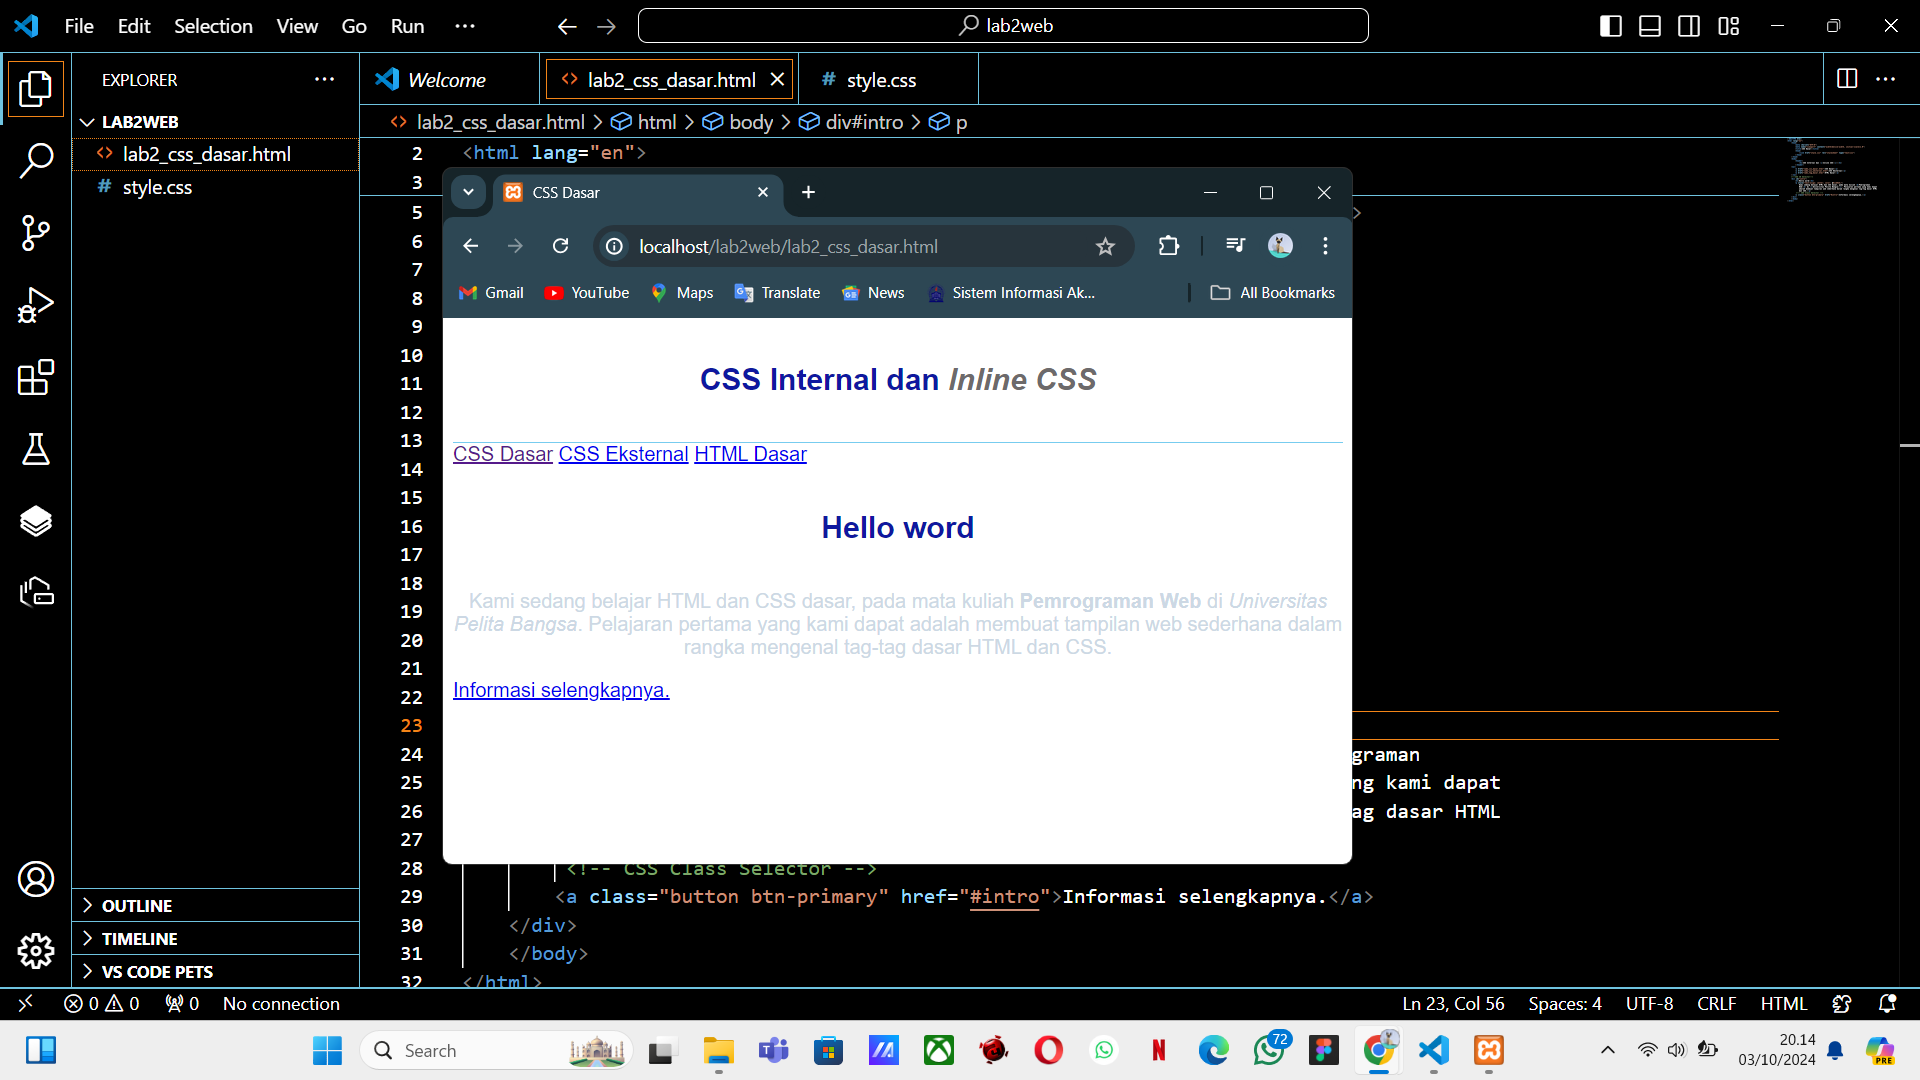 File Edit Selection View Go Run ···
lab2web
EXPLORER
LAB2WEB
lab2_css_dasar.html
style.css
OUTLINE
TIMELINE
VS CODE PETS
Welcome
lab2_css_dasar.html
style.css
lab2_css_dasar.html > html > body > div#intro > p
2 <html lang="en">
3
5 >
6
7
8
9
10
11
12
13
14
15
16
17
18
19
20
21
22
23
24 graman
25 ng kami dapat
26 ag dasar HTML
27
28 <!-- CSS Class Selector -->
29 <a class="button btn-primary" href="#intro">Informasi selengkapnya.</a>
30 </div>
31 </body>
32 </html>
CSS Dasar
localhost/lab2web/lab2_css_dasar.html
Gmail YouTube Maps Translate News Sistem Informasi Ak... All Bookmarks
CSS Internal dan Inline CSS
CSS Dasar CSS Eksternal HTML Dasar
Hello word
Kami sedang belajar HTML dan CSS dasar, pada mata kuliah Pemrograman Web di Universitas
Pelita Bangsa. Pelajaran pertama yang kami dapat adalah membuat tampilan web sederhana dalam
rangka mengenal tag-tag dasar HTML dan CSS.
Informasi selengkapnya.
0 0 0 No connection
Ln 23, Col 56 Spaces: 4 UTF-8 CRLF HTML
Search
72
20.14
03/10/2024
PRE